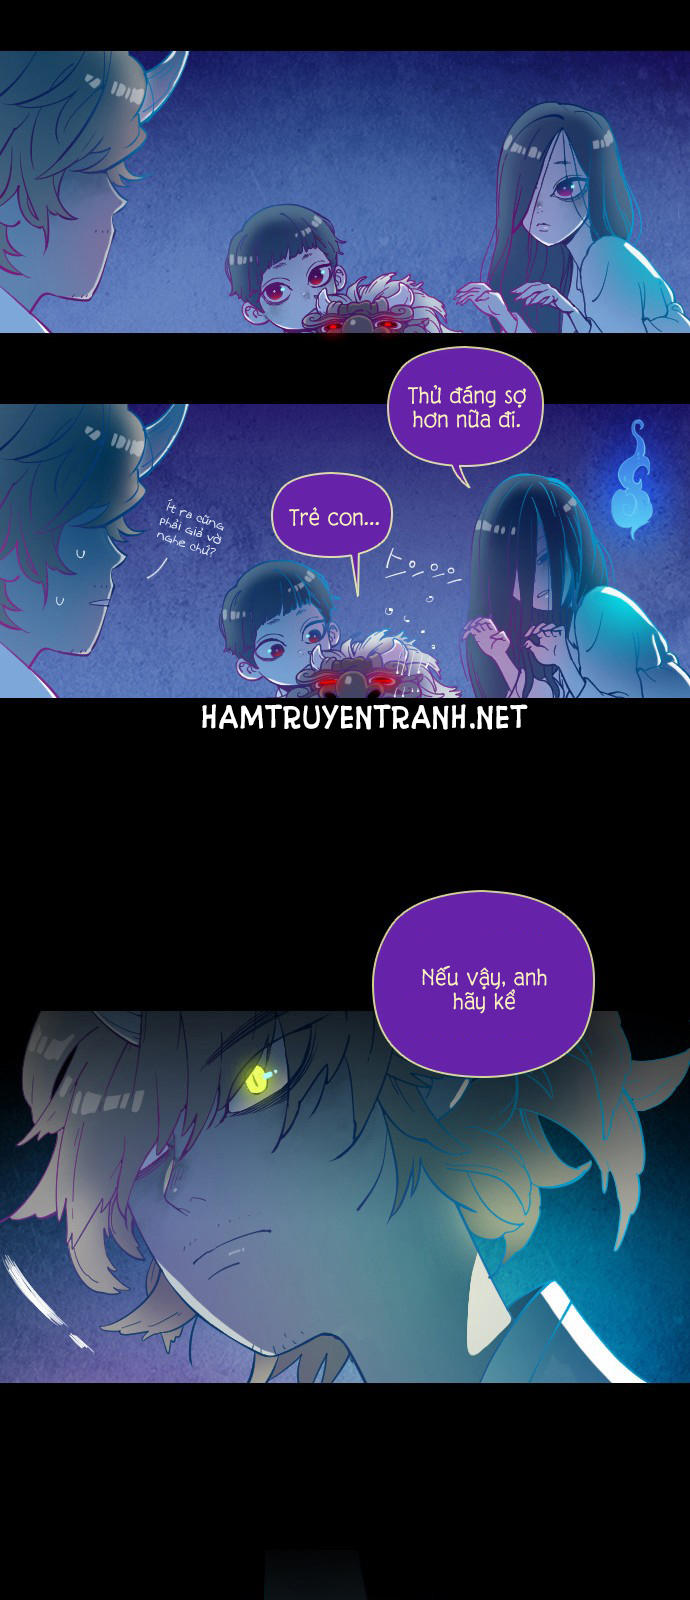 Thử đáng sợ
hơn nữa đi.
Ít ra cũng
phải giả vờ
nghe chứ?
Trẻ con...
HAMTRUYENTRANH.NET
Nếu vậy, anh
hãy kể